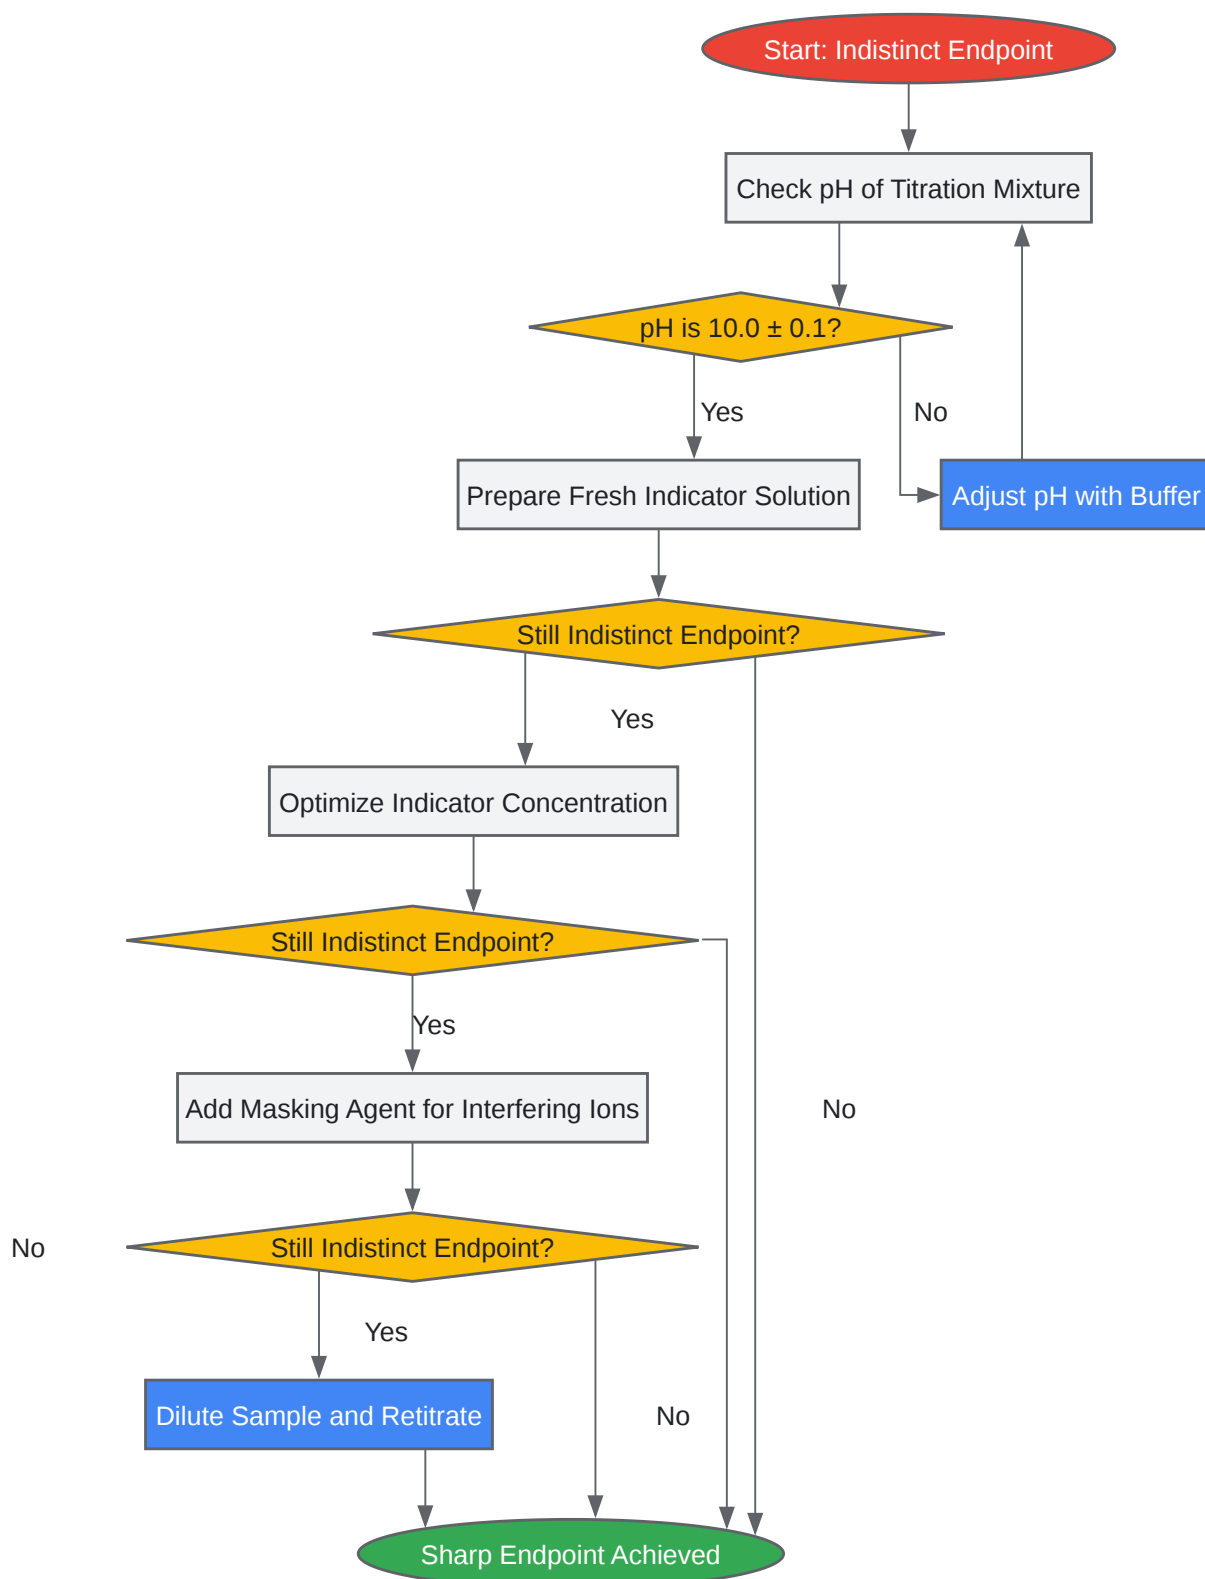 Start: Indistinct Endpoint
Check pH of Titration Mixture
pH is 10.0 ± 0.1?
Yes
No
Prepare Fresh Indicator Solution
Adjust pH with Buffer
Still Indistinct Endpoint?
Yes
Optimize Indicator Concentration
Still Indistinct Endpoint?
Yes
Add Masking Agent for Interfering Ions
No
Still Indistinct Endpoint?
No
Yes
Dilute Sample and Retitrate
No
Sharp Endpoint Achieved